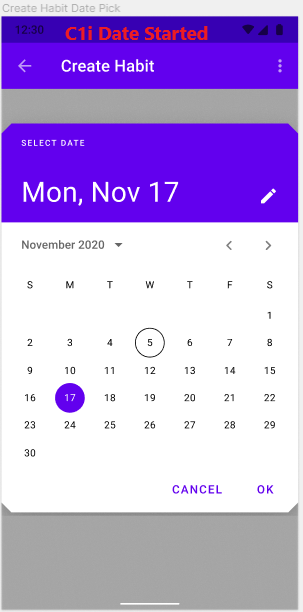 Create Habit Date Pick
12:30
C1i Date Started
Create Habit
SELECT DATE
Mon, Nov 17
November 2020
S M T W T F S
1
2 3 4 5 6 7 8
9 10 11 12 13 14 15
16 17 18 19 20 21 22
23 24 25 26 27 28 29
30
CANCEL OK